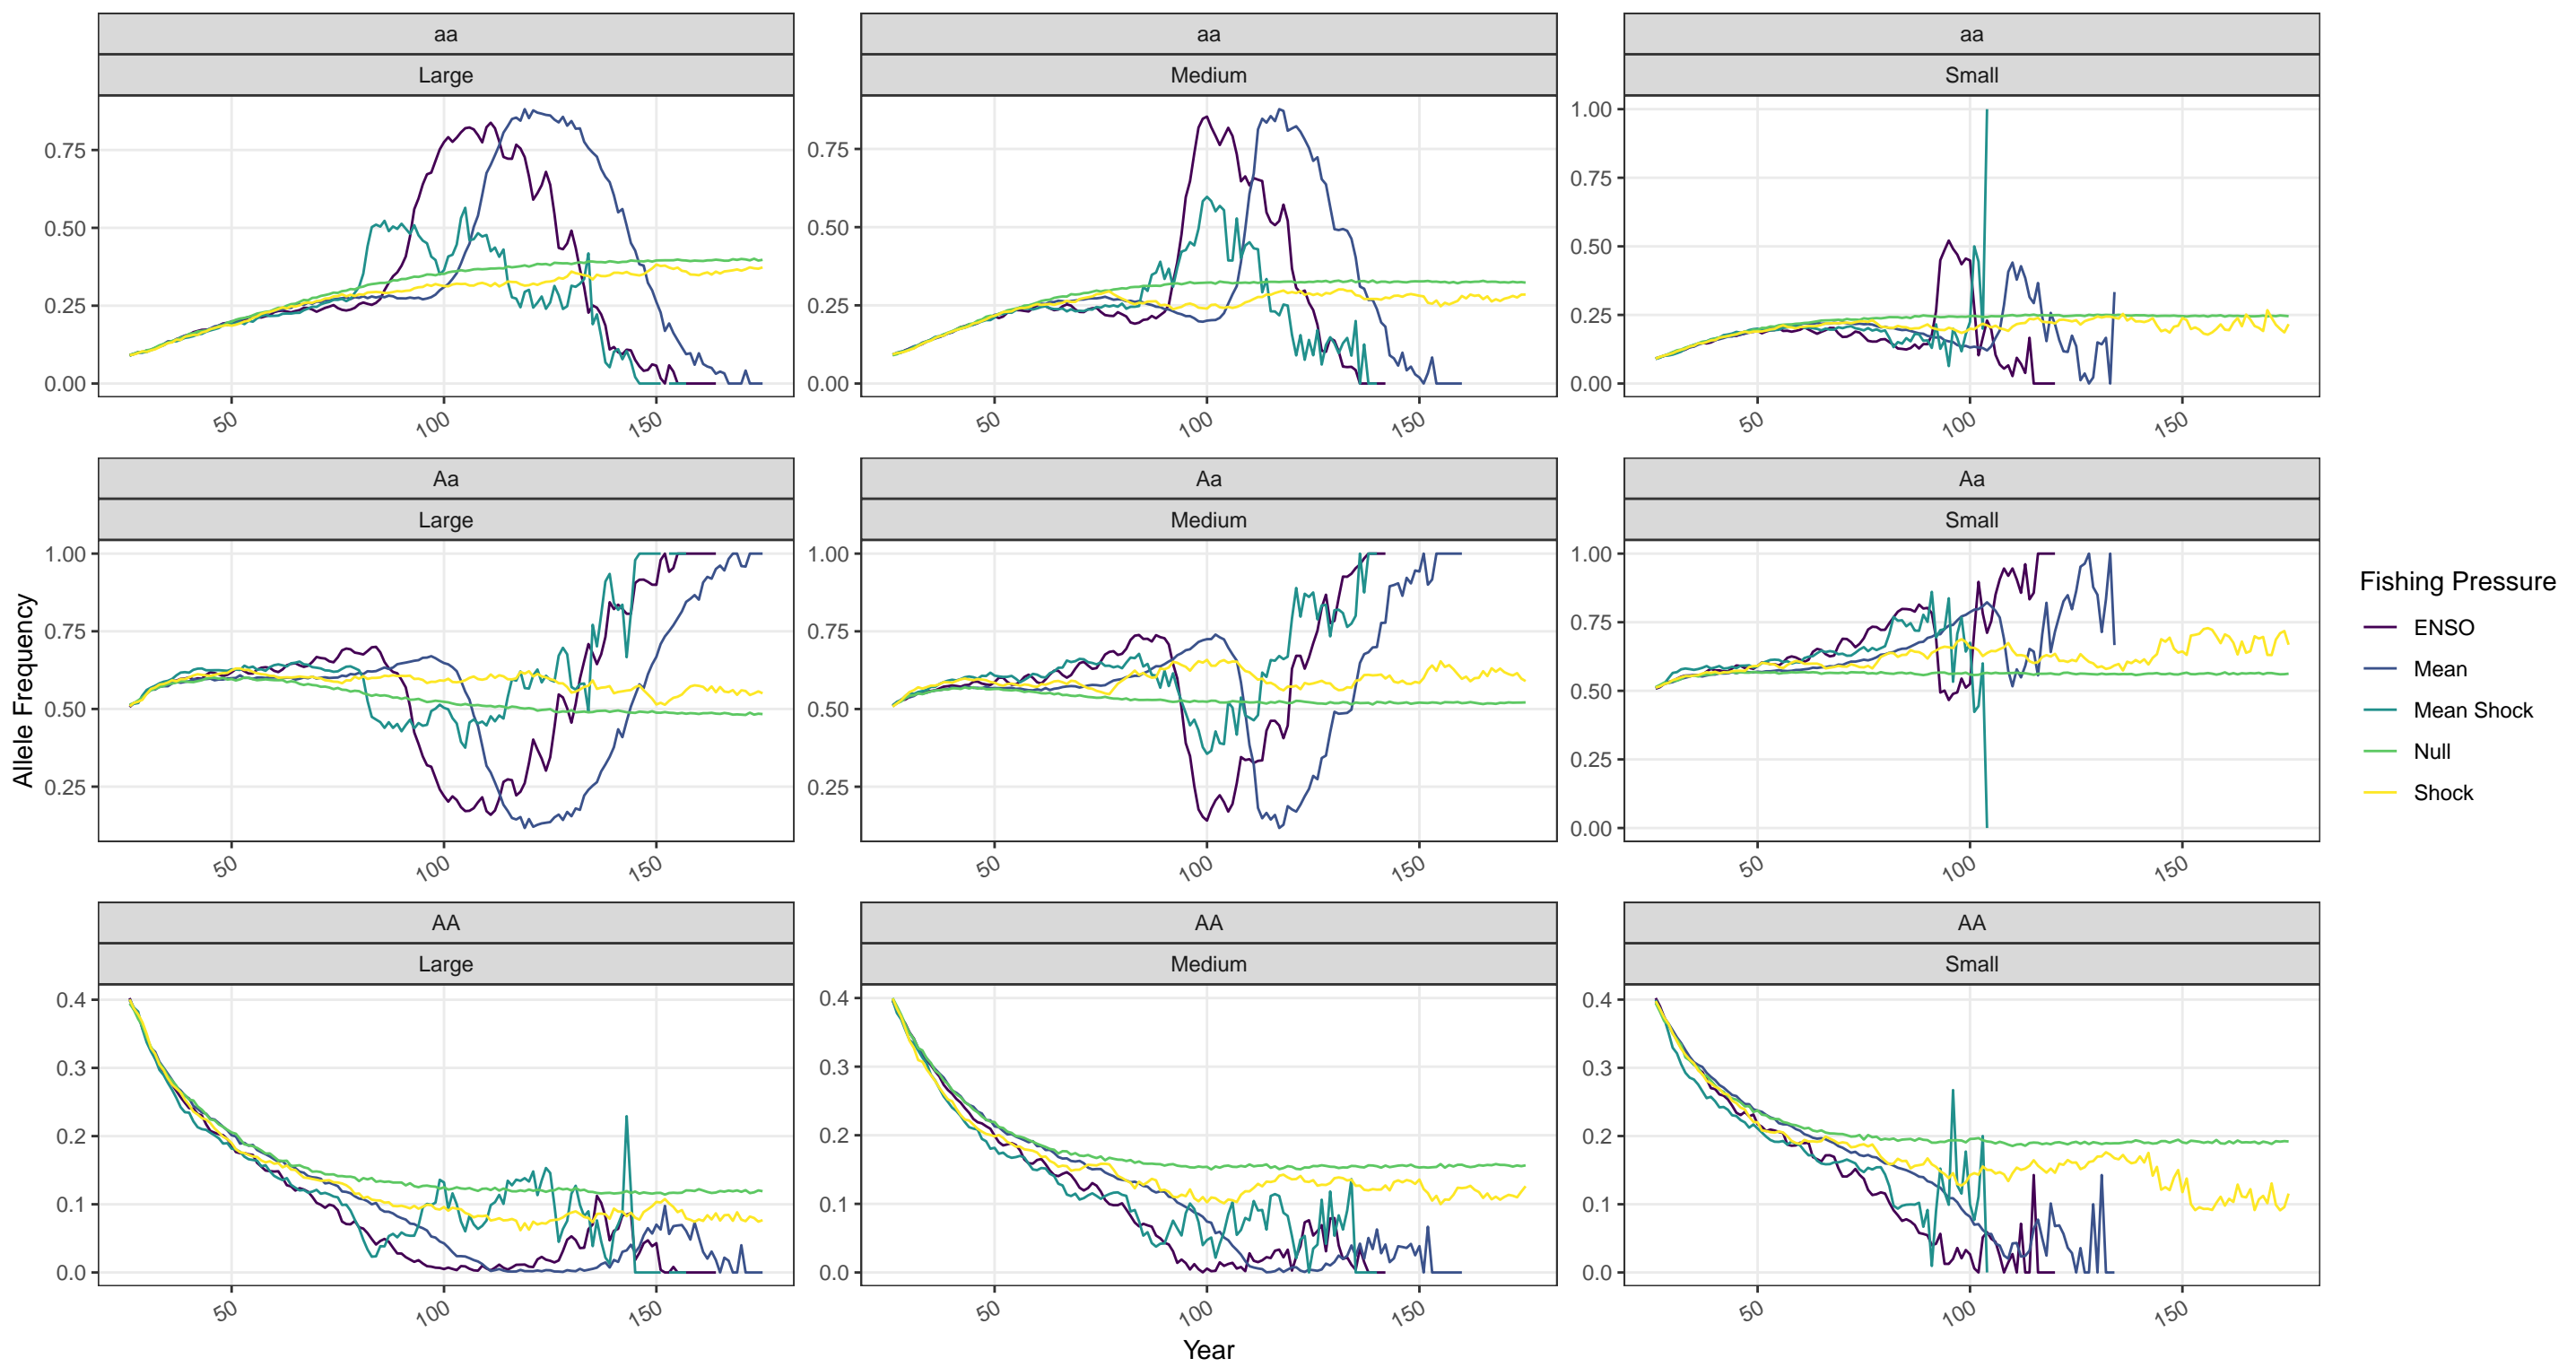 aa
aa
aa
Large
Medium
Small
1.00
0.75
0.75
0.75
0.50
0.50
0.50
0.25
0.25
0.25
0.00
0.00
0.00
50
100
150
50
100
150
50
100
150
Aa
Aa
Aa
Large
Medium
Small
1.00
1.00
1.00
0.75
0.75
0.75
0.50
0.50
0.50
0.25
0.25
0.25
0.00
50
100
150
50
100
150
50
100
150
Allele Frequency
Fishing Pressure
ENSO
Mean
Mean Shock
Null
Shock
AA
AA
AA
Large
Medium
Small
0.4
0.4
0.4
0.3
0.3
0.3
0.2
0.2
0.2
0.1
0.1
0.1
0.0
0.0
0.0
50
100
150
50
100
150
50
100
150
Year